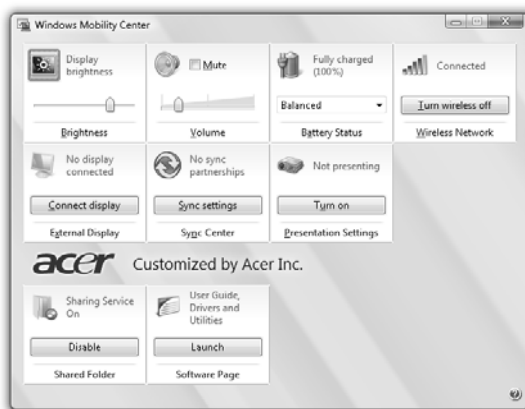 Windows Mobility Center
Display
brightness
Brightness
Mute
Volume
Fully charged
(100%)
Balanced
Battery Status
Connected
Turn wireless off
Wireless Network
No display
connected
Connect display
External Display
No sync
partnerships
Sync settings
Sync Center
Not presenting
Turn on
Presentation Settings
acer Customized by Acer Inc.
Sharing Service
On
Disable
Shared Folder
User Guide,
Drivers and
Utilities
Launch
Software Page